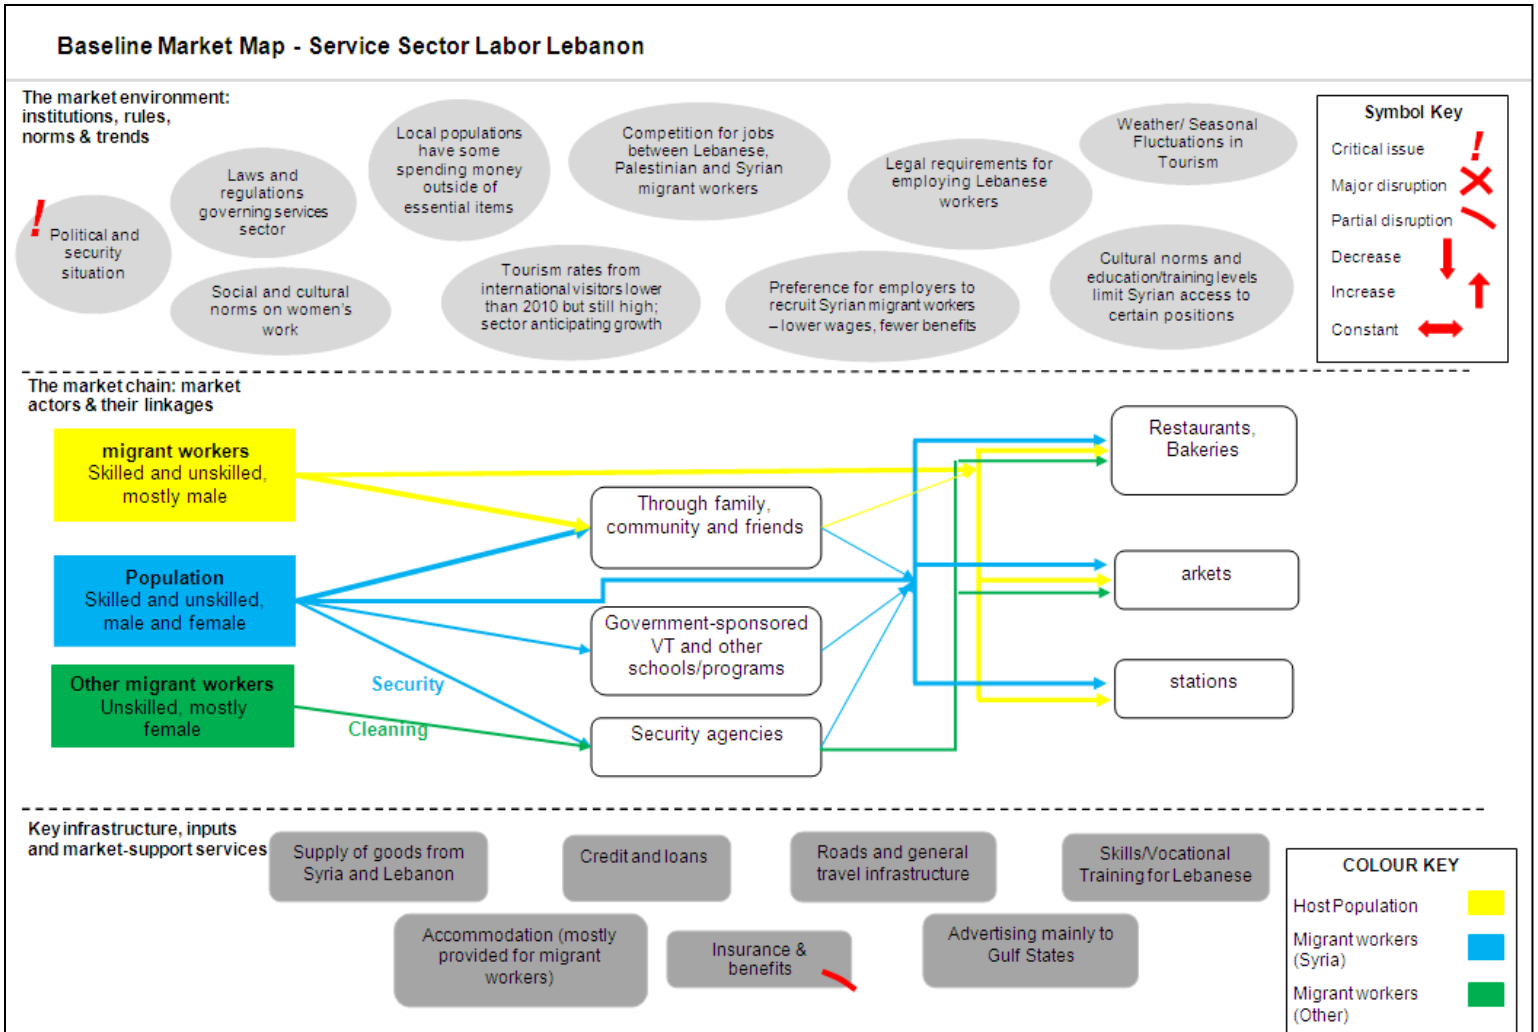 Baseline Market Map - Service Sector Labor Lebanon
The market environment:
institutions, rules,
norms & trends
Political and
security
situation
Laws and
regulations
governing services
sector
Social and cultural
norms on women's
work
Local populations
have some
spending money
outside of
essential items
Tourism rates from
international visitors lower
than 2010 but still high;
sector anticipating growth
Competition for jobs
between Lebanese,
Palestinian and Syrian
migrant workers
Preference for employers to
recruit Syrian migrant workers
– lower wages, fewer benefits
Legal requirements for
employing Lebanese
workers
Weather/ Seasonal
Fluctuations in
Tourism
Cultural norms and
education/training levels
limit Syrian access to
certain positions
Symbol Key
Critical issue
Major disruption
Partial disruption
Decrease
Increase
Constant
The market chain: market
actors & their linkages
migrant workers
Skilled and unskilled,
mostly male
Population
Skilled and unskilled,
male and female
Other migrant workers
Unskilled, mostly
female
Security
Cleaning
Through family,
community and friends
Government-sponsored
VT and other
schools/programs
Security agencies
Restaurants,
Bakeries
arkets
stations
Key infrastructure, inputs
and market-support services
Supply of goods from
Syria and Lebanon
Credit and loans
Roads and general
travel infrastructure
Skills/Vocational
Training for Lebanese
Accommodation (mostly
provided for migrant
workers)
Insurance &
benefits
Advertising mainly to
Gulf States
COLOUR KEY
Host Population
Migrant workers
(Syria)
Migrant workers
(Other)